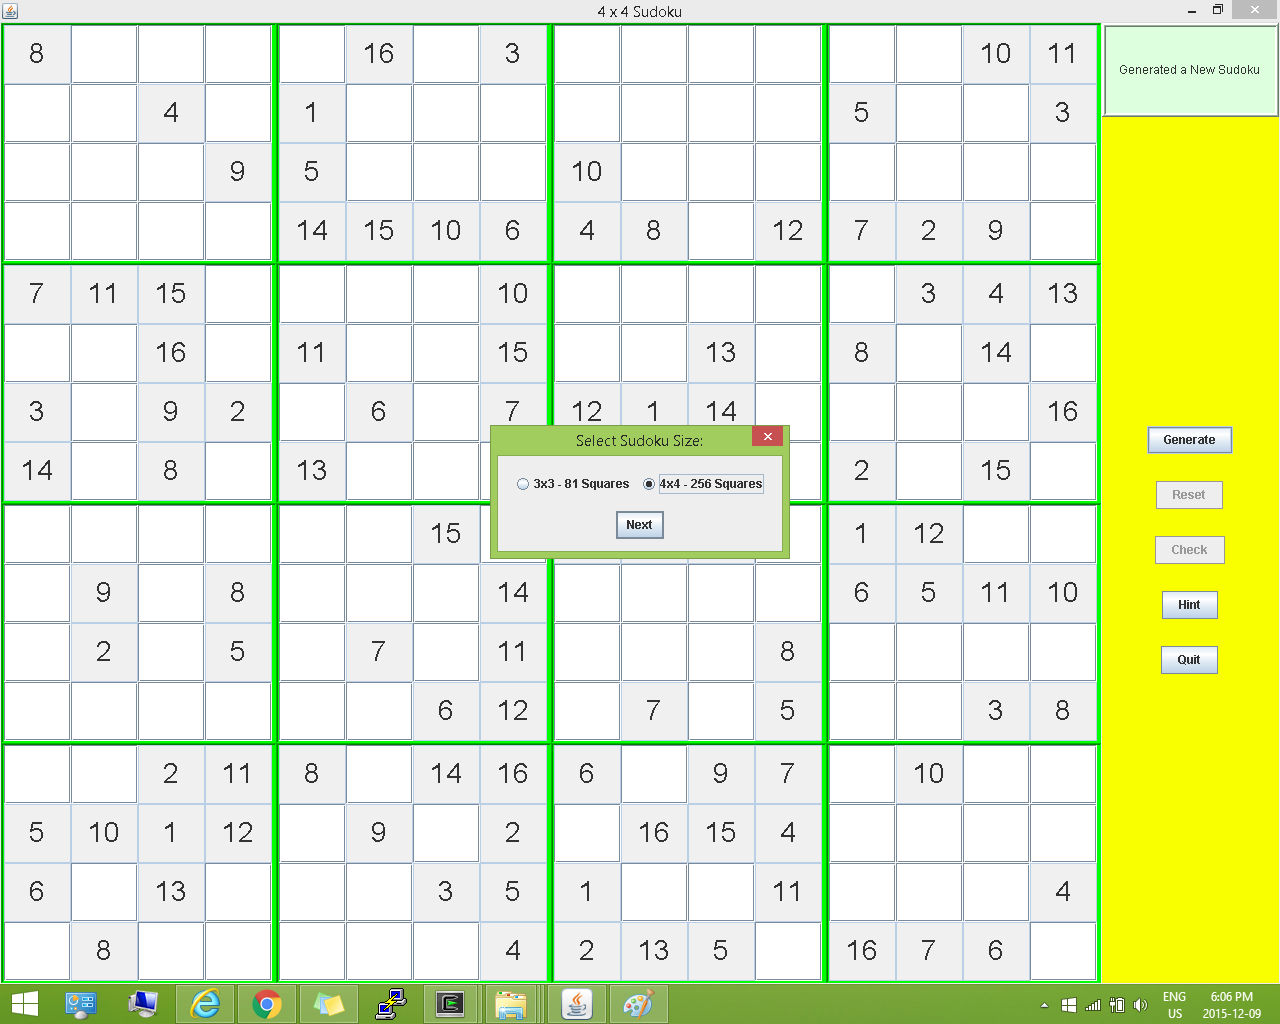 4 x 4 Sudoku
8 16 3 10 11
Generated a New Sudoku
4 1 5 3
9 5 10
14 15 10 6 4 8 12 7 2 9
7 11 15 10 3 4 13
16 11 15 13 8 14
3 9 2 6 7 12 1 14 16
Select Sudoku Size:
Generate
14 8 13 2 15
3x3 - 81 Squares 4x4 - 256 Squares
Reset
Next
15 1 12
Check
9 8 14 6 5 11 10
Hint
2 5 7 11 8
Quit
6 12 7 5 3 8
2 11 8 14 16 6 9 7 10
5 10 1 12 9 2 16 15 4
6 13 3 5 1 11 4
8 4 2 13 5 16 7 6
ENG 6:06 PM
US 2015-12-09